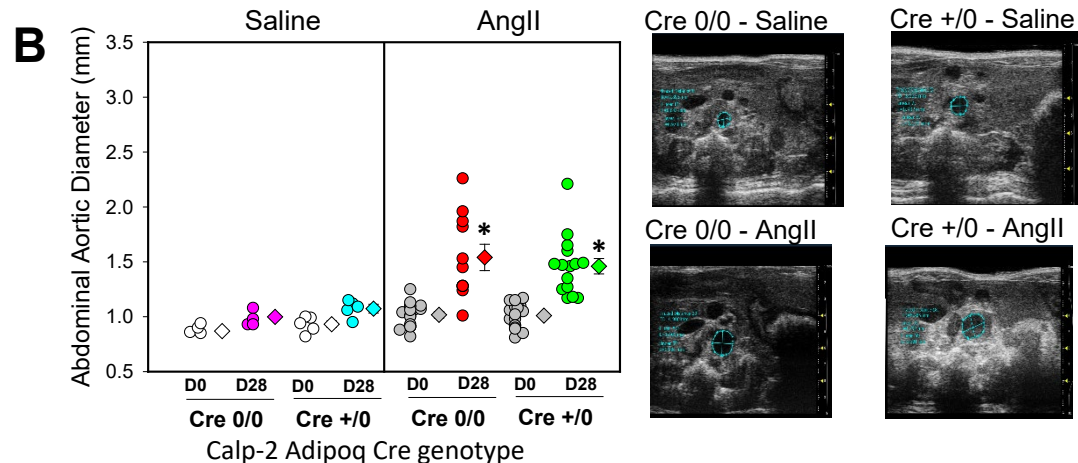 B
Saline AngII
Abdominal Aortic Diameter (mm)
3.5
3.0
2.5
2.0
1.5
1.0
0.5
* *
D0 D28 D0 D28 D0 D28 D0 D28
Cre 0/0 Cre +/0 Cre 0/0 Cre +/0
Calp-2 Adipoq Cre genotype
Cre 0/0 - Saline Cre +/0 - Saline
Cre 0/0 - AngII Cre +/0 - AngII